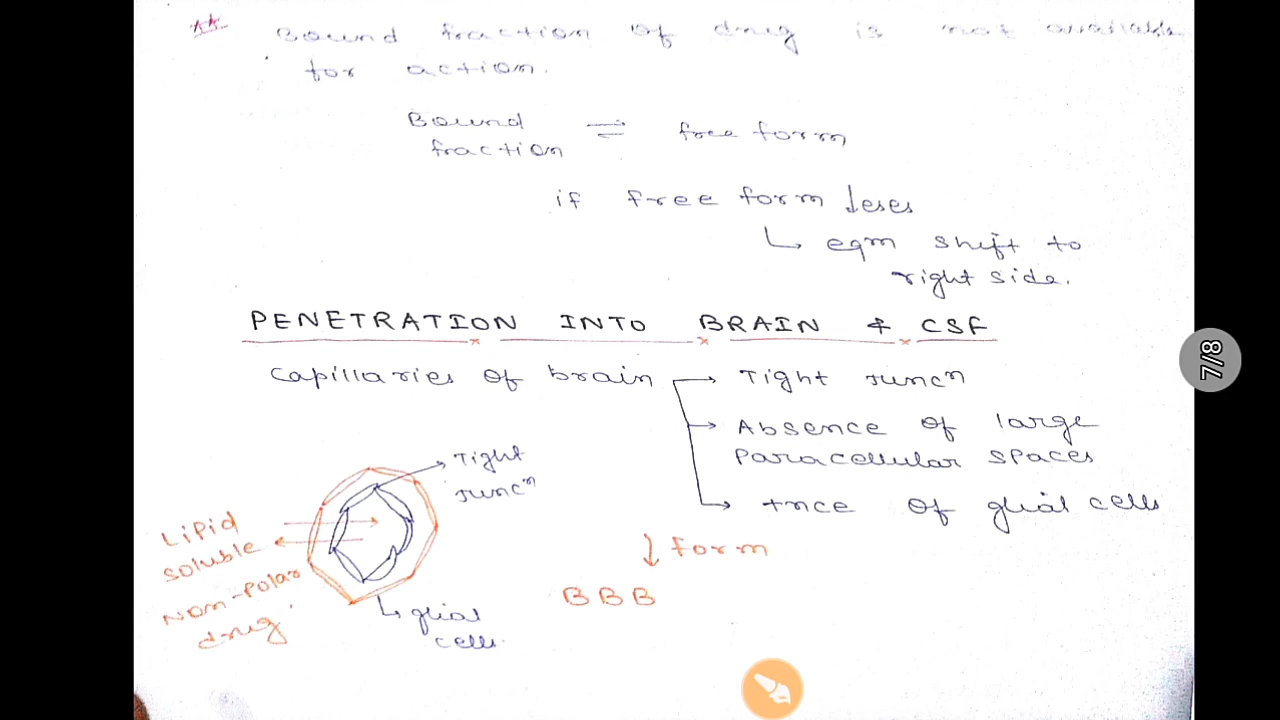 ** Bound fraction of drug is not available
for action.
Bound fraction ⇌ free form
if free form ↓eses
↳ eqm shift to
right side.
PENETRATION INTO BRAIN & CSF
Capillaries of brain → Tight Juncⁿ
→ Absence of large
paracellular spaces
→ +nce of glial cells
↓ form
BBB
Tight
Juncⁿ
Lipid
soluble
Non-polar
drug
↳ glial
cells.
7/8